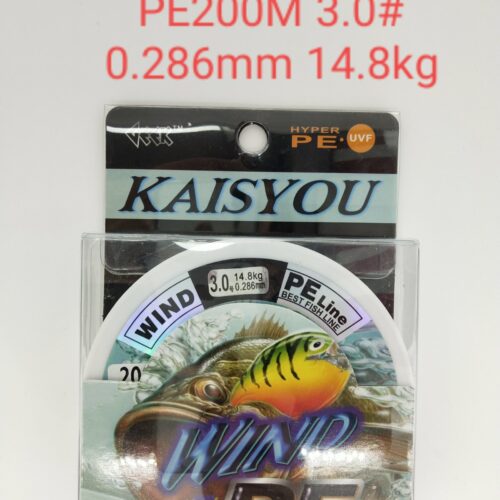 PE200M 3.0#
0.286mm 14.8kg
HYPER
PE UVF
KAISYOU
WIND
3.0号 14.8kg
0.286mm
PE Line
BEST FISH LINE
20
WIND